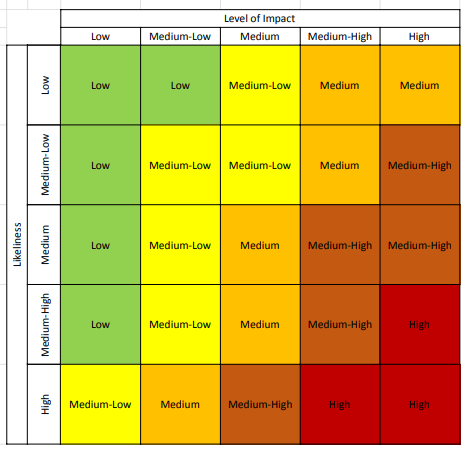 Level of Impact
Low Medium-Low Medium Medium-High High
Likeliness
Low Low Low Medium-Low Medium Medium
Medium-Low Low Medium-Low Medium-Low Medium Medium-High
Medium Low Medium-Low Medium Medium-High Medium-High
Medium-High Low Medium-Low Medium Medium-High High
High Medium-Low Medium Medium-High High High